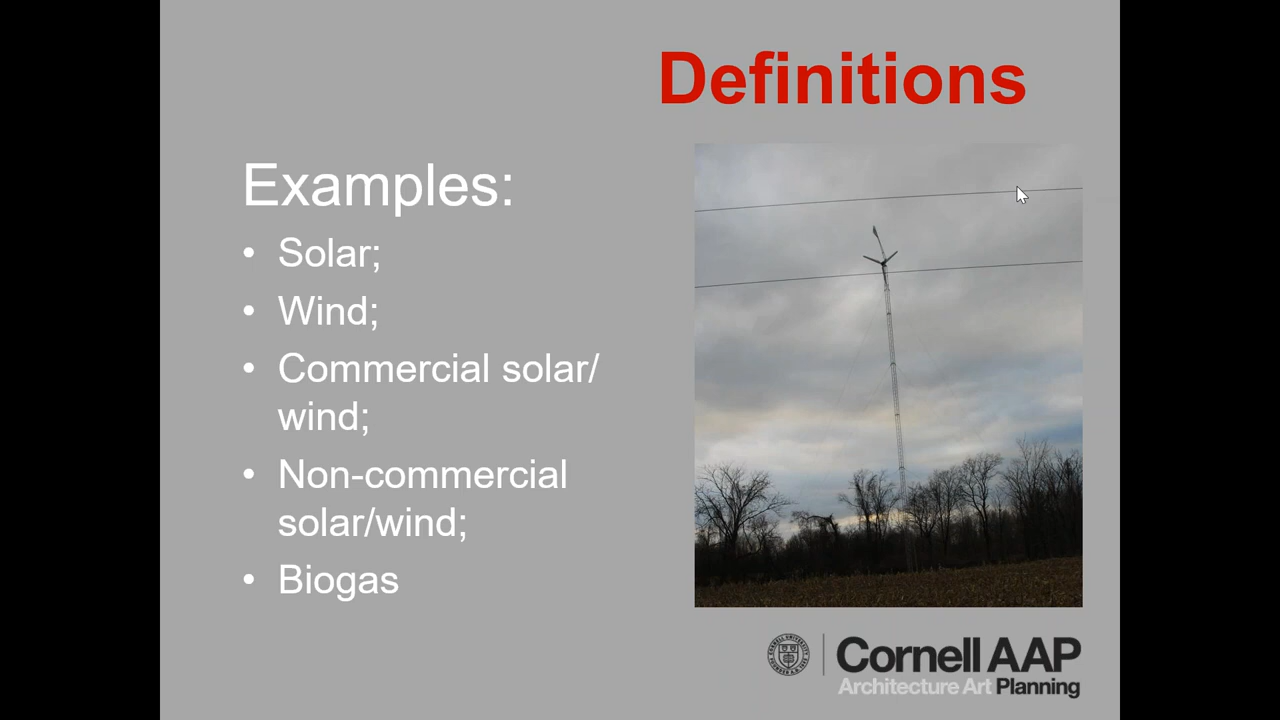 Definitions
Examples:
• Solar;
• Wind;
• Commercial solar/
wind;
• Non-commercial
solar/wind;
• Biogas
Cornell AAP
Architecture Art Planning